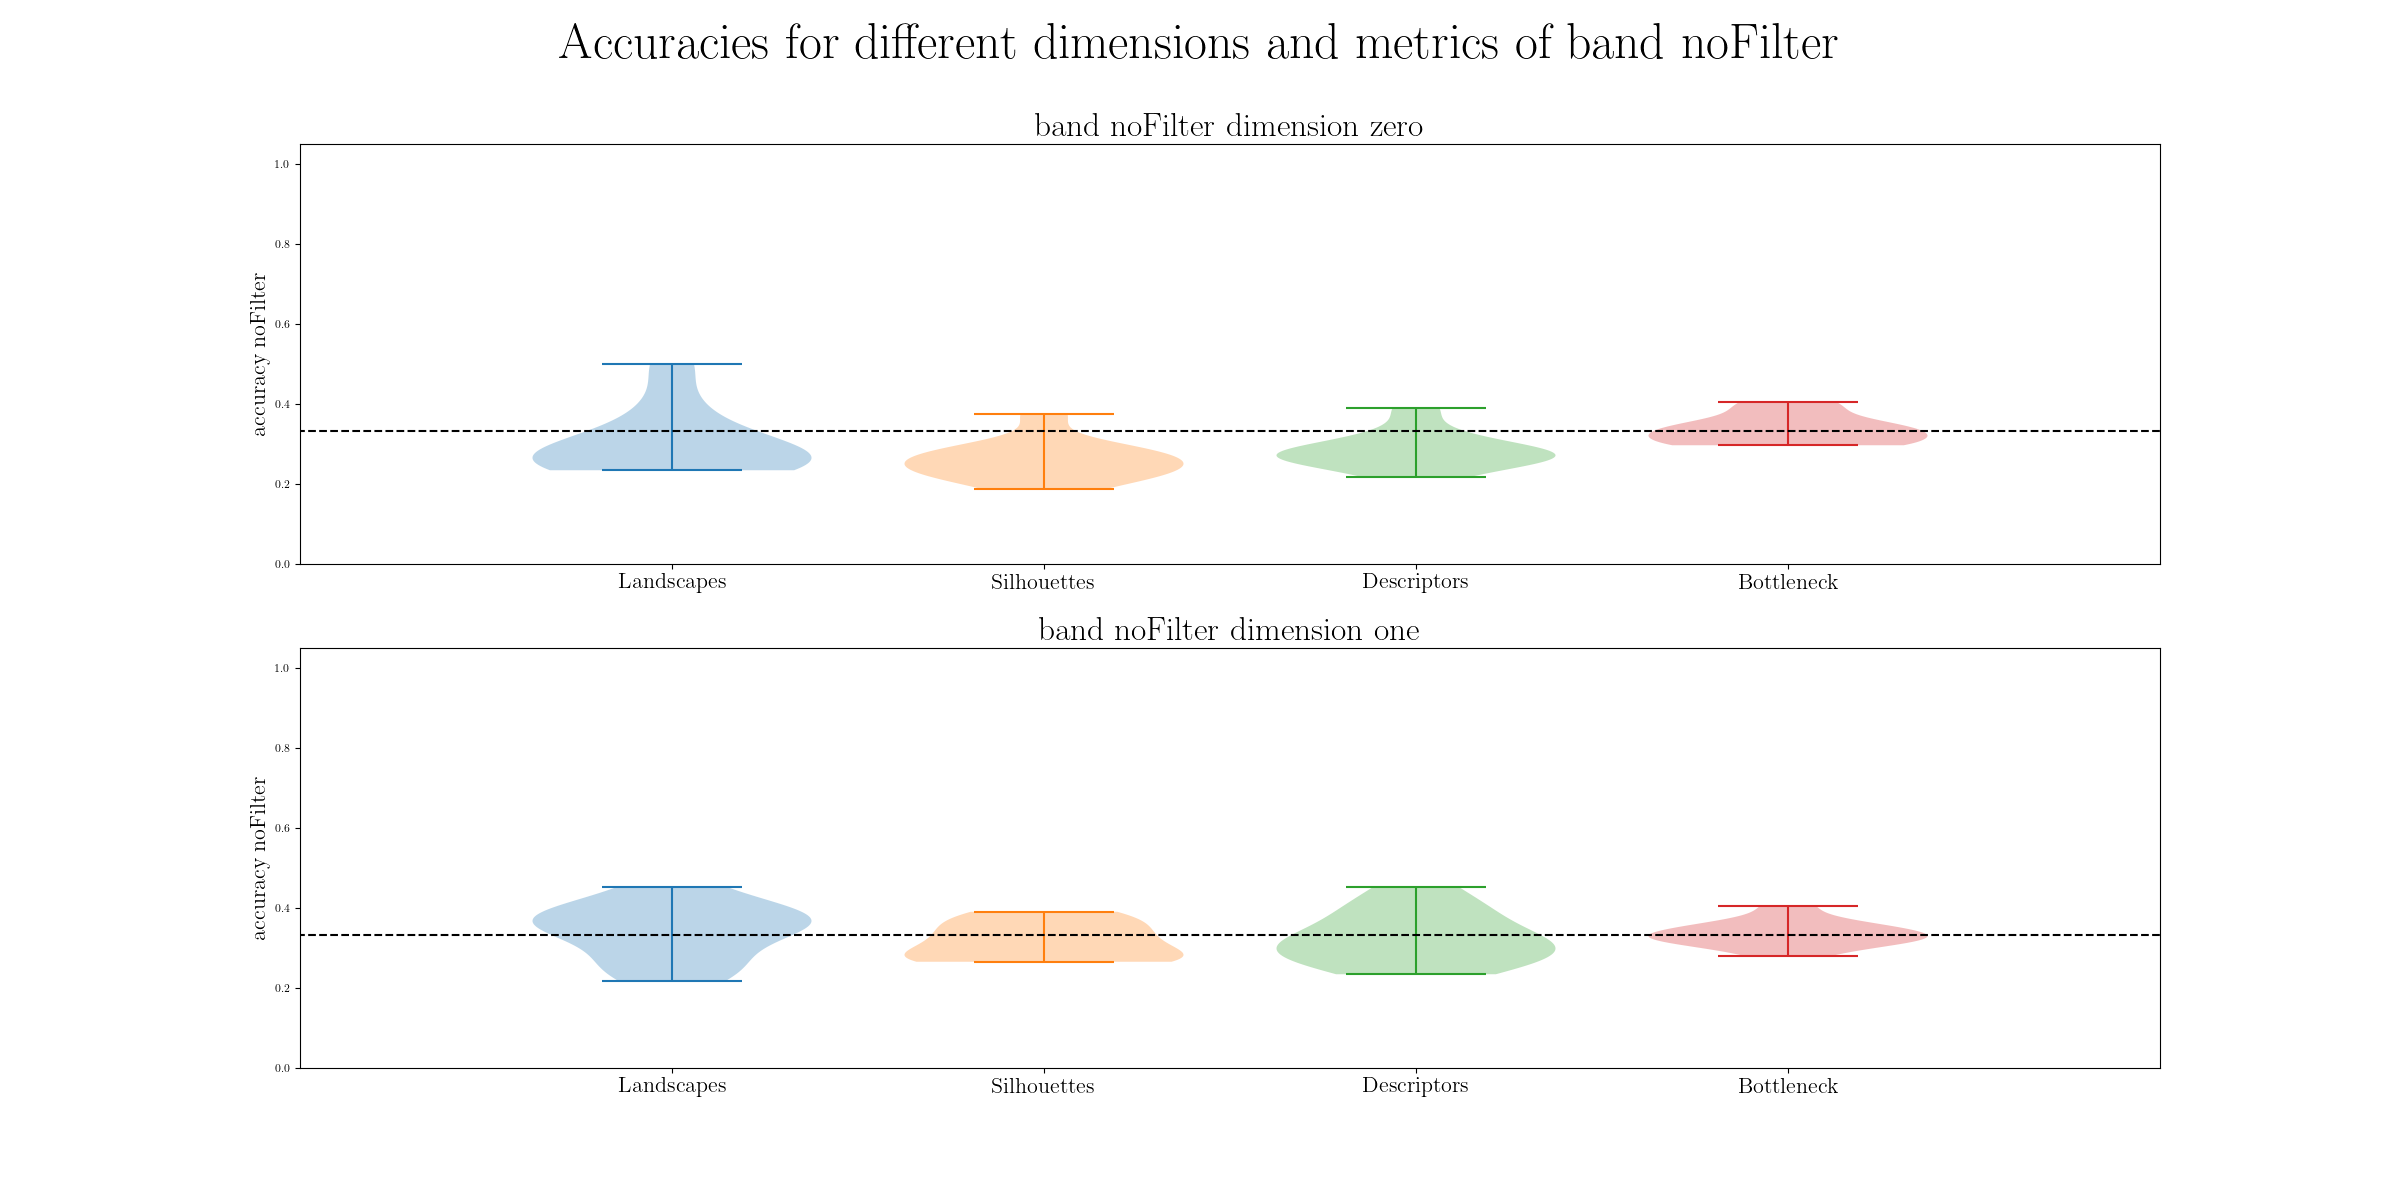 Accuracies for different dimensions and metrics of band noFilter
band noFilter dimension zero
accuracy noFilter
1.0
0.8
0.6
0.4
0.2
0.0
Landscapes Silhouettes Descriptors Bottleneck
band noFilter dimension one
accuracy noFilter
1.0
0.8
0.6
0.4
0.2
0.0
Landscapes Silhouettes Descriptors Bottleneck